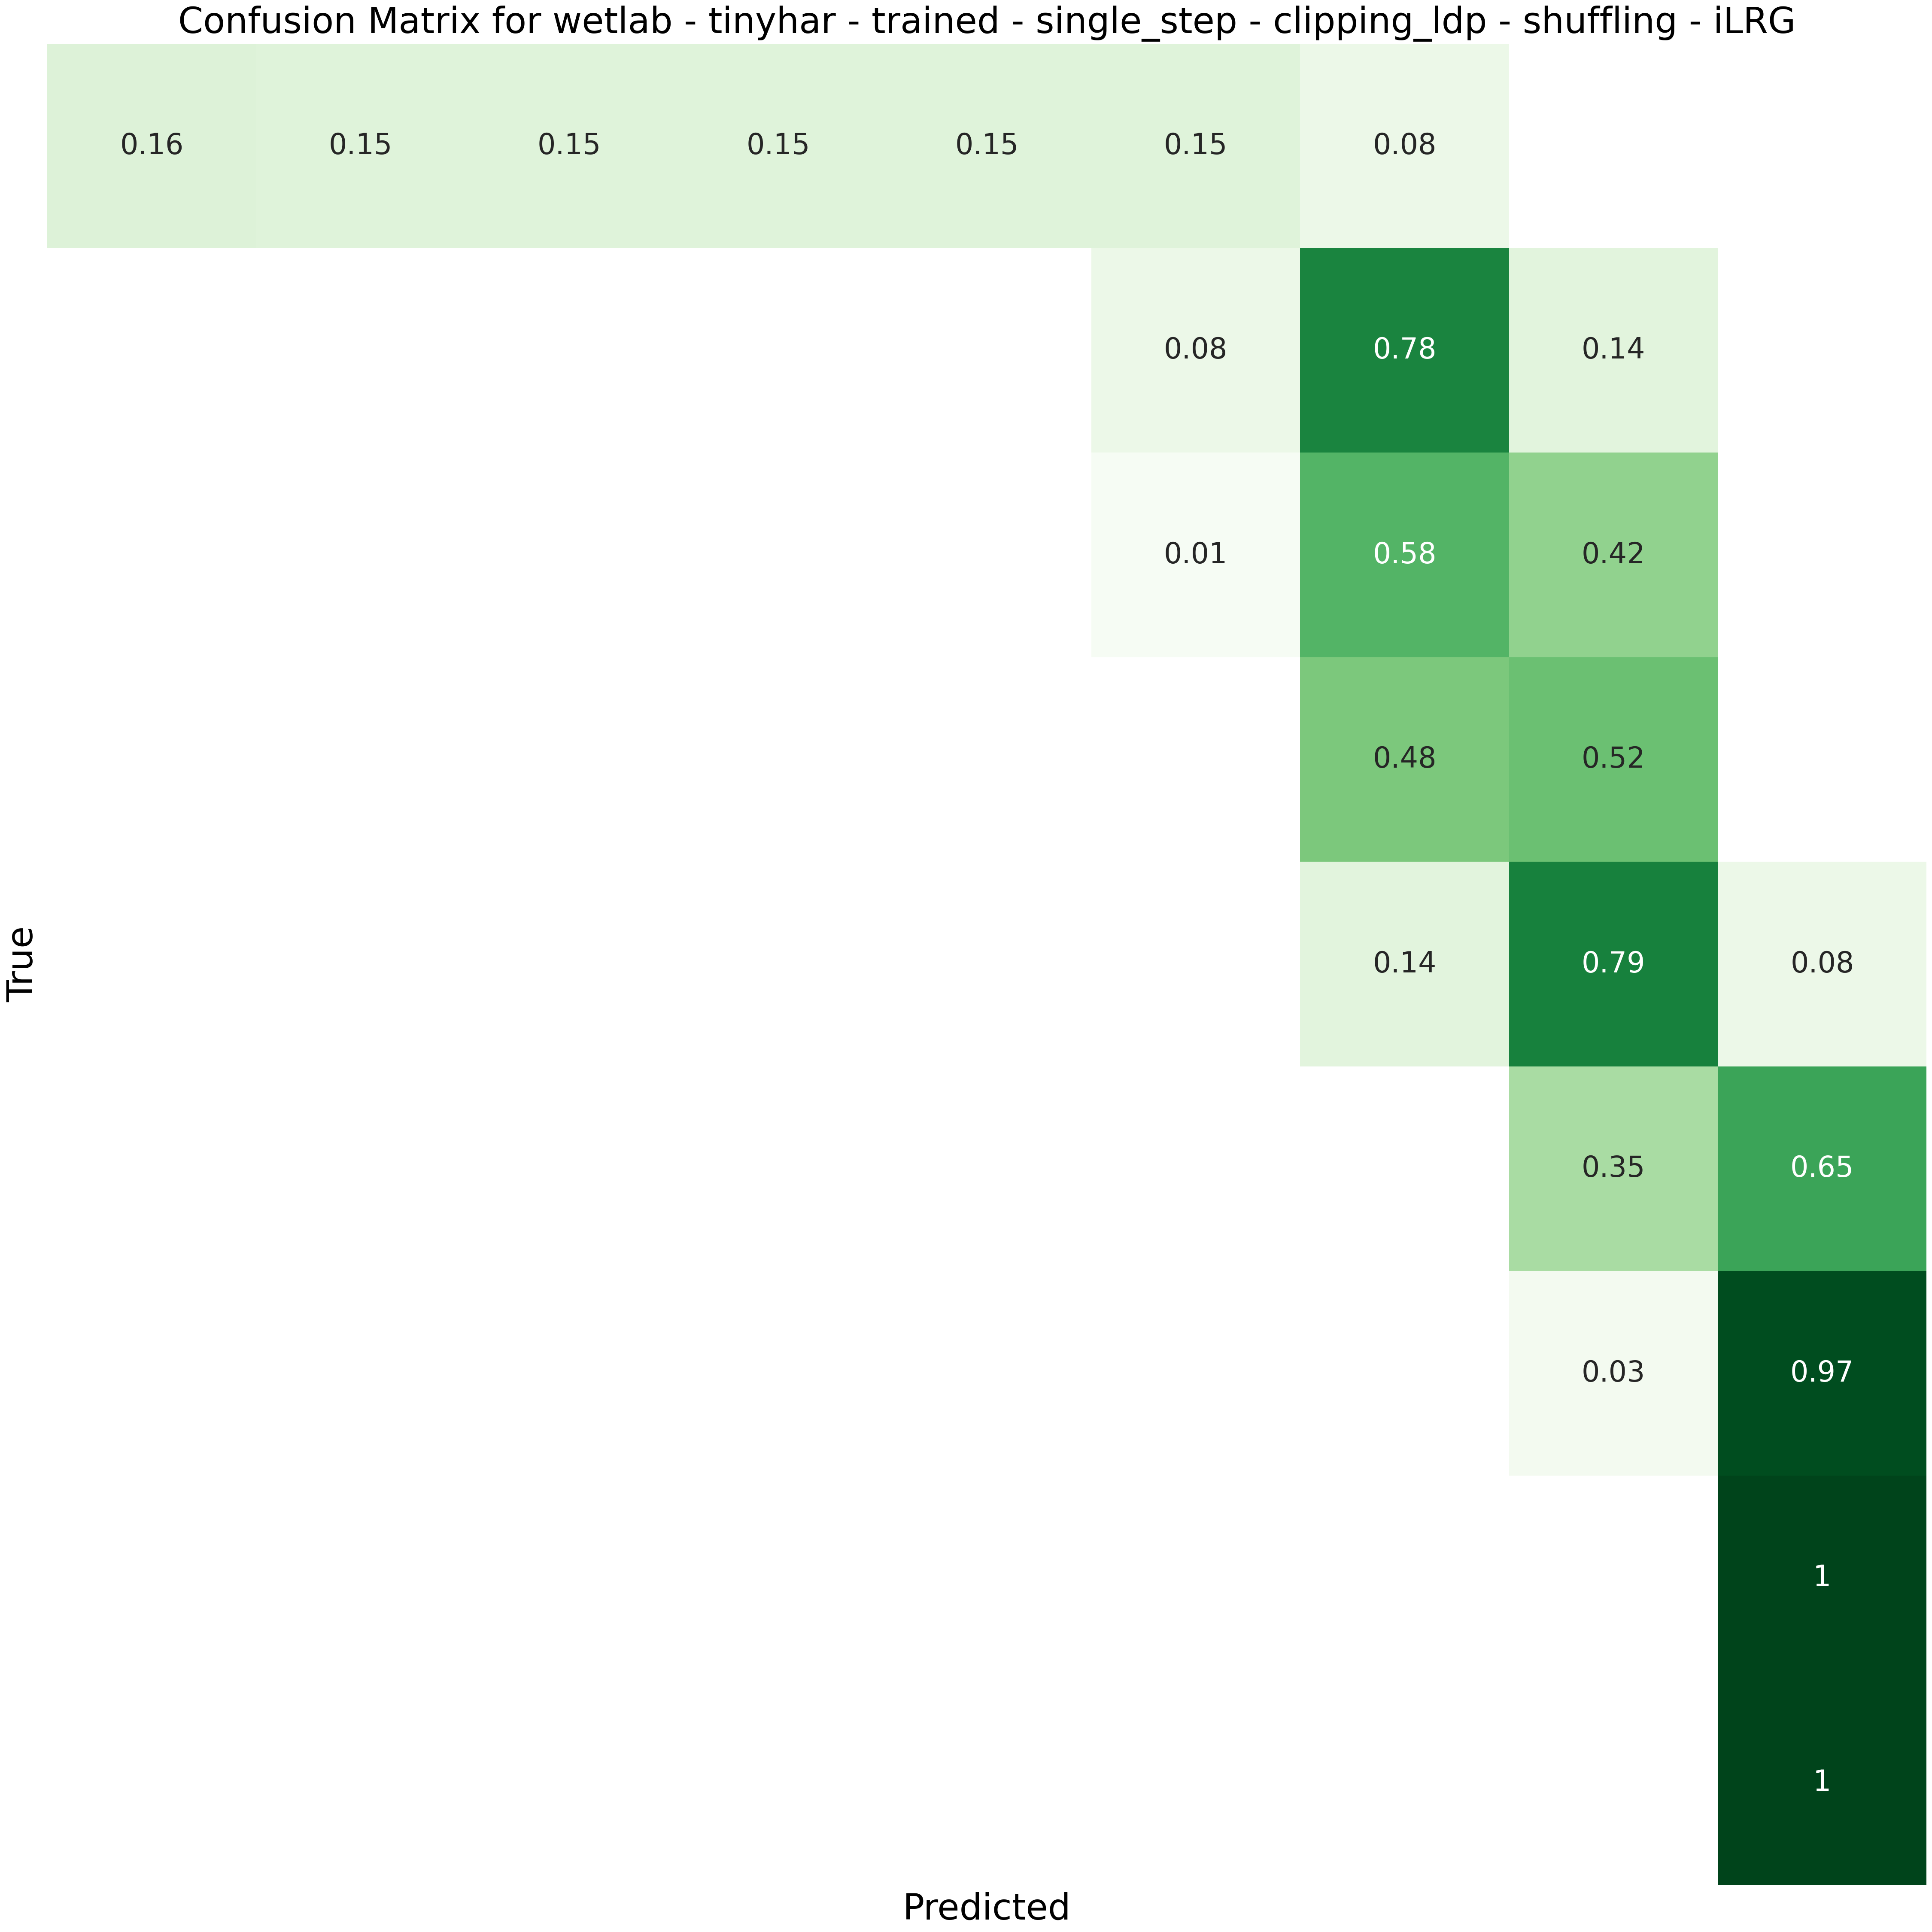 Confusion Matrix for wetlab - tinyhar - trained - single_step - clipping_ldp - shuffling - iLRG
0.16 0.15 0.15 0.15 0.15 0.15 0.08
0.08 0.78 0.14
0.01 0.58 0.42
0.48 0.52
True
0.14 0.79 0.08
0.35 0.65
0.03 0.97
1
1
Predicted